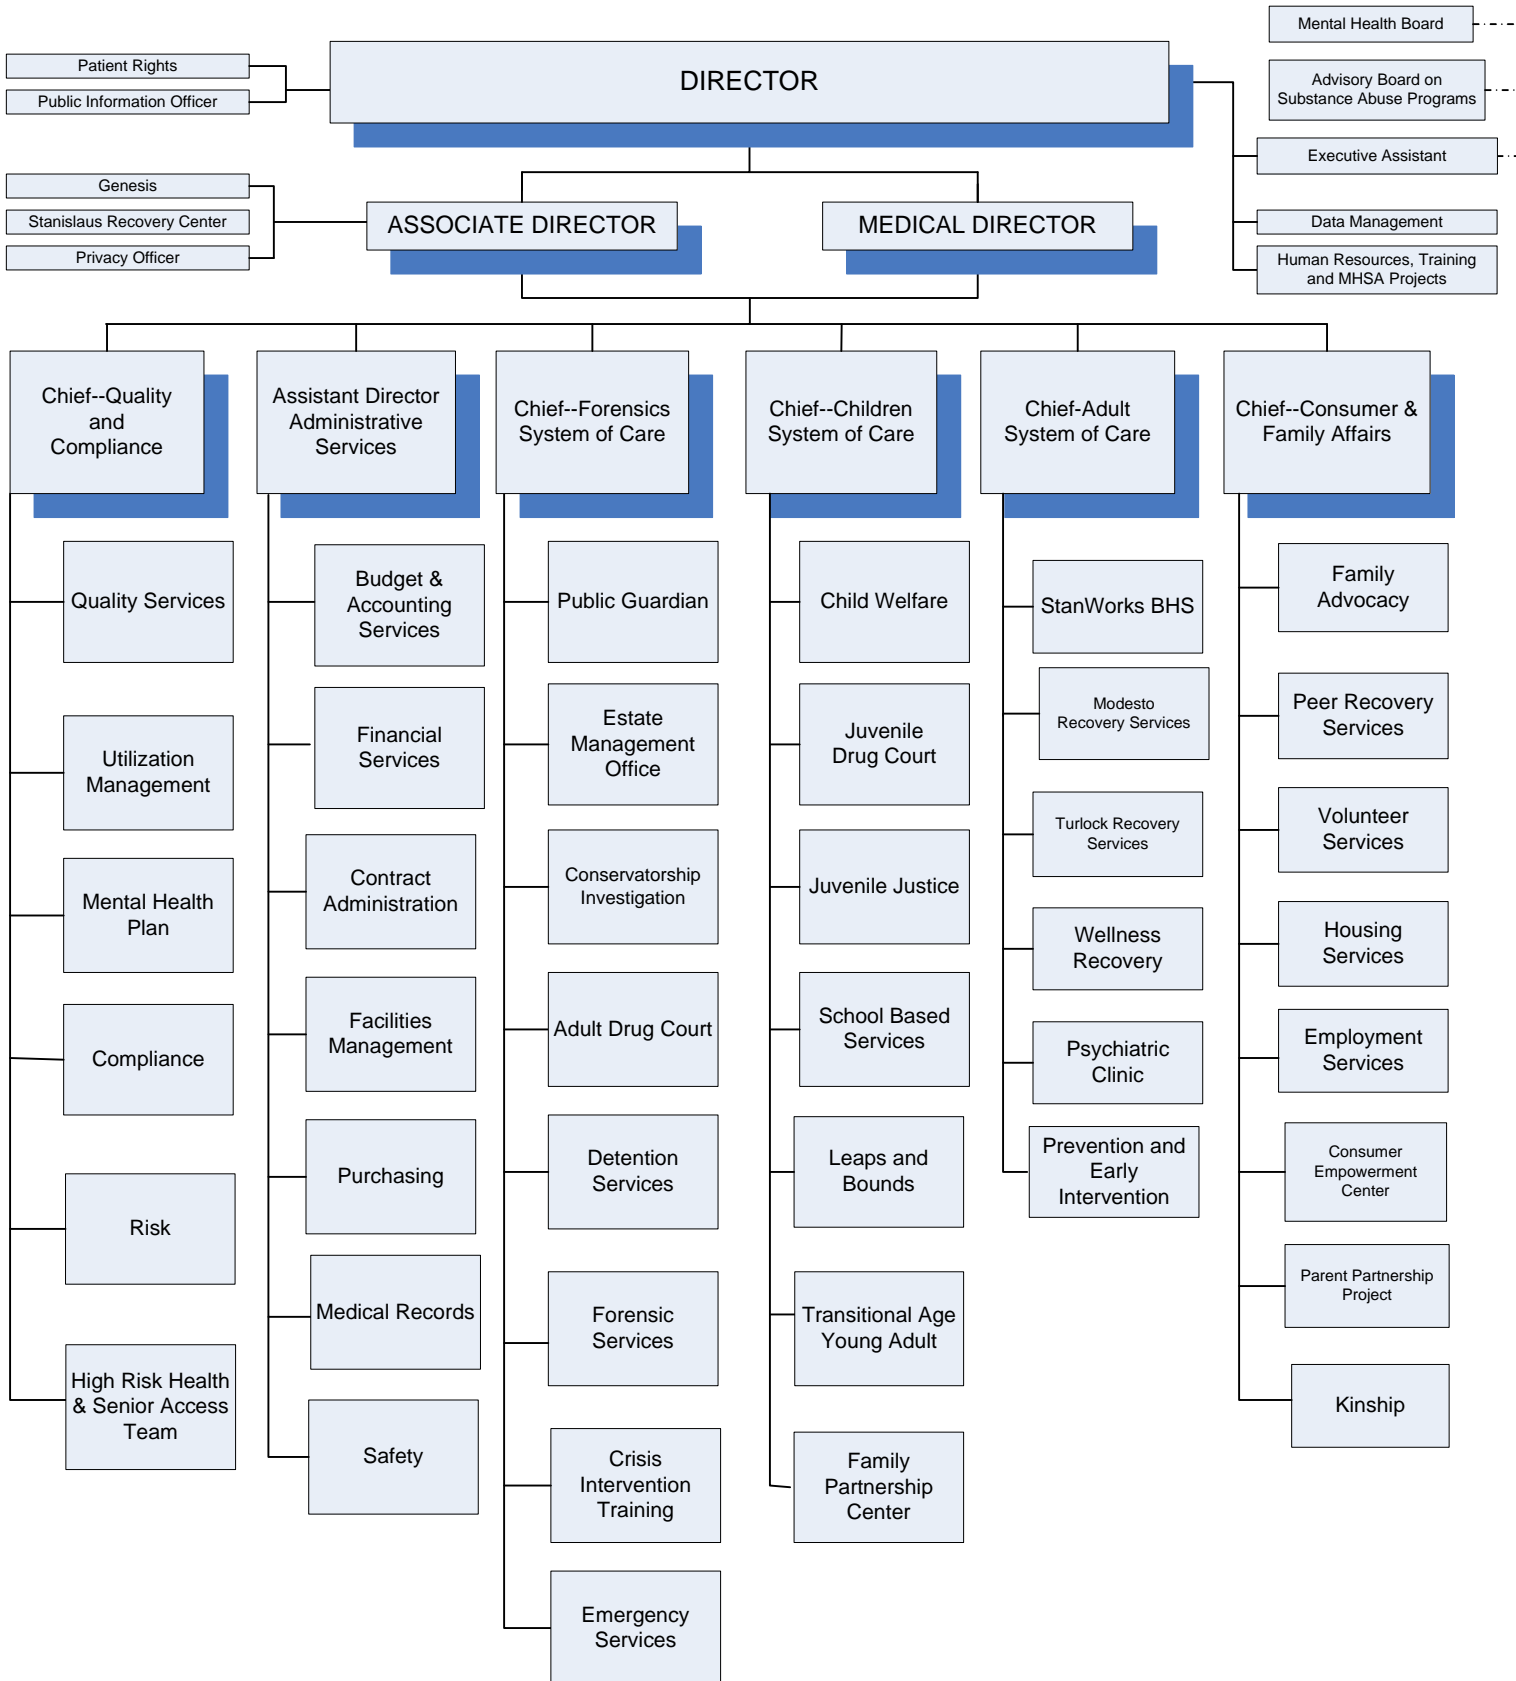 Mental Health Board
Patient Rights
Public Information Officer
DIRECTOR
Advisory Board on
Substance Abuse Programs
Executive Assistant
Genesis
Stanislaus Recovery Center
Privacy Officer
ASSOCIATE DIRECTOR
MEDICAL DIRECTOR
Data Management
Human Resources, Training
and MHSA Projects
Chief--Quality
and
Compliance
Assistant Director
Administrative
Services
Chief--Forensics
System of Care
Chief--Children
System of Care
Chief-Adult
System of Care
Chief--Consumer &
Family Affairs
Quality Services
Utilization
Management
Mental Health
Plan
Compliance
Risk
High Risk Health
& Senior Access
Team
Budget &
Accounting
Services
Financial
Services
Contract
Administration
Facilities
Management
Purchasing
Medical Records
Safety
Public Guardian
Estate
Management
Office
Conservatorship
Investigation
Adult Drug Court
Detention
Services
Forensic
Services
Crisis
Intervention
Training
Emergency
Services
Child Welfare
Juvenile
Drug Court
Juvenile Justice
School Based
Services
Leaps and
Bounds
Transitional Age
Young Adult
Family
Partnership
Center
StanWorks BHS
Modesto
Recovery Services
Turlock Recovery
Services
Wellness
Recovery
Psychiatric
Clinic
Prevention and
Early
Intervention
Family
Advocacy
Peer Recovery
Services
Volunteer
Services
Housing
Services
Employment
Services
Consumer
Empowerment
Center
Parent Partnership
Project
Kinship